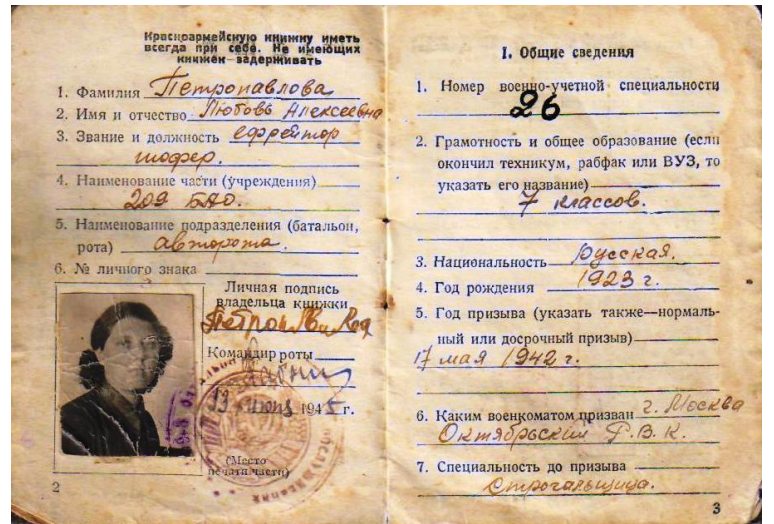 Красноармейскую книжку иметь
всегда при себе. Не имеющих
книжек — задерживать
1. Фамилия Петропавлова
2. Имя и отчество Любовь Алексеевна
3. Звание и должность ефрейтор
шофер.
4. Наименование части (учреждения)
209 БАО.
5. Наименование подразделения (батальон,
рота) авторота.
6. № личного знака
Личная подпись
владельца книжки
Командир роты
19 июня 1945 г.
(Место
печати части)
2
I. Общие сведения
1. Номер военно-учетной специальности
26
2. Грамотность и общее образование (если
окончил техникум, рабфак или ВУЗ, то
указать его название)
7 классов.
3. Национальность русская.
4. Год рождения 1923 г.
5. Год призыва (указать также—нормаль-
ный или досрочный призыв)
17 мая 1942 г.
6. Каким военкоматом призван г. Москва
Октябрьский Р.В.К.
7. Специальность до призыва
Строгальщица.
3